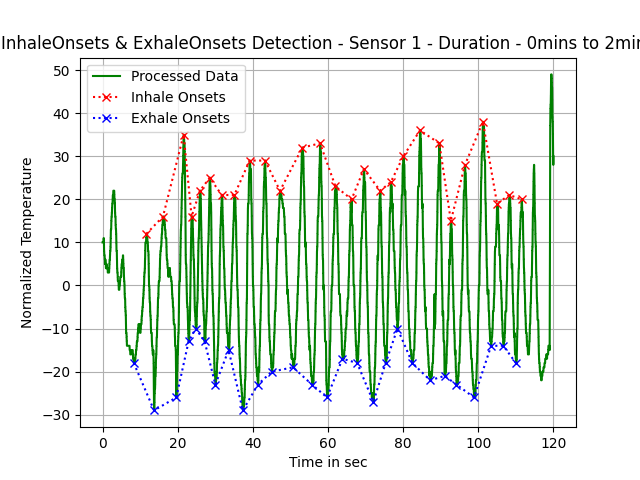 InhaleOnsets & ExhaleOnsets Detection - Sensor 1 - Duration - 0mins to 2min
Processed Data
Inhale Onsets
Exhale Onsets
Normalized Temperature
50
40
30
20
10
0
−10
−20
−30
0 20 40 60 80 100 120
Time in sec